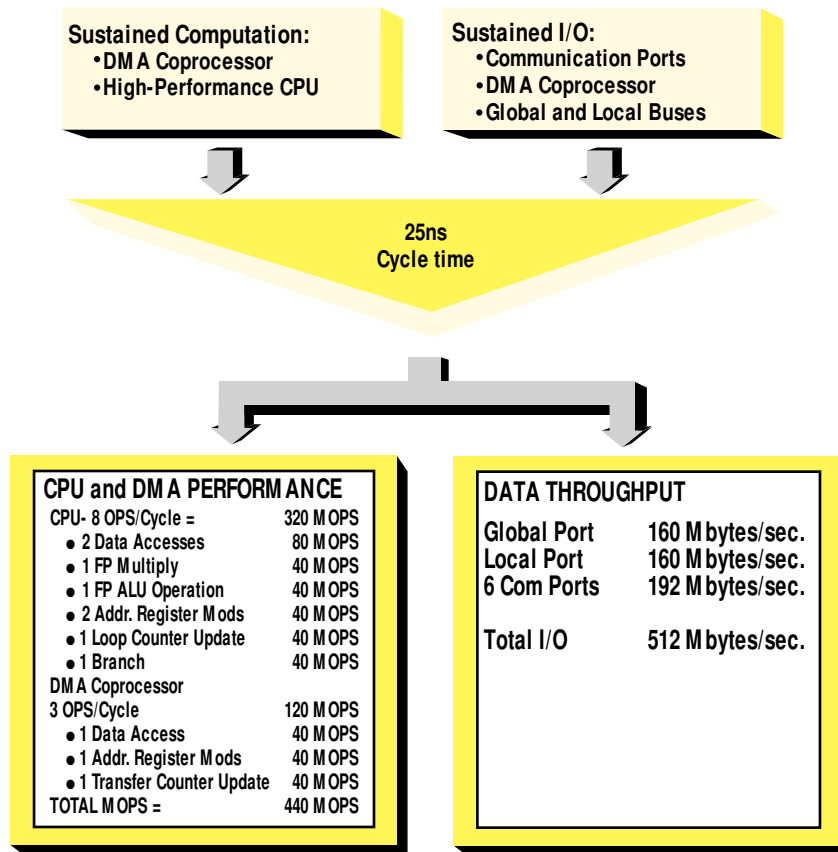 Sustained Computation:
•DMA Coprocessor
•High-Performance CPU
Sustained I/O:
•Communication Ports
•DMA Coprocessor
•Global and Local Buses
25ns
Cycle time
CPU and DMA PERFORMANCE
CPU- 8 OPS/Cycle = 320 MOPS
● 2 Data Accesses 80 MOPS
● 1 FP Multiply 40 MOPS
● 1 FP ALU Operation 40 MOPS
● 2 Addr. Register Mods 40 MOPS
● 1 Loop Counter Update 40 MOPS
● 1 Branch 40 MOPS
DMA Coprocessor
3 OPS/Cycle 120 MOPS
● 1 Data Access 40 MOPS
● 1 Addr. Register Mods 40 MOPS
● 1 Transfer Counter Update 40 MOPS
TOTAL MOPS = 440 MOPS
DATA THROUGHPUT
Global Port 160 Mbytes/sec.
Local Port 160 Mbytes/sec.
6 Com Ports 192 Mbytes/sec.
Total I/O 512 Mbytes/sec.